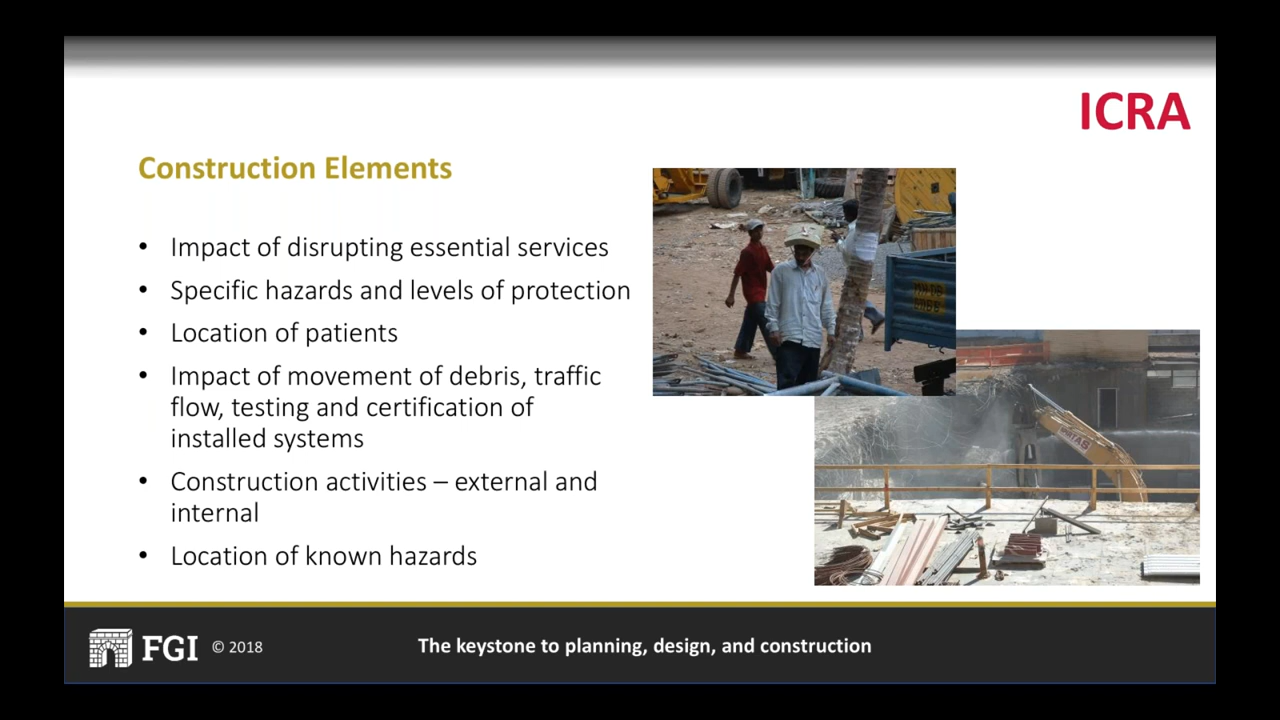 ICRA
Construction Elements
• Impact of disrupting essential services
• Specific hazards and levels of protection
• Location of patients
• Impact of movement of debris, traffic
flow, testing and certification of
installed systems
• Construction activities – external and
internal
• Location of known hazards
FGI © 2018
The keystone to planning, design, and construction